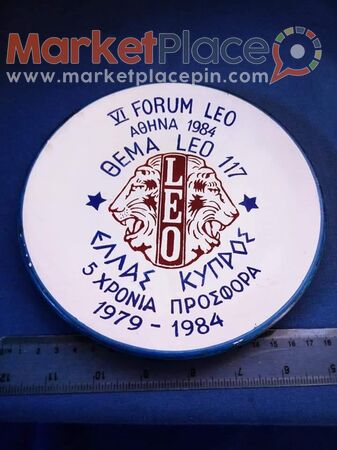 MarketPlace
www.marketplacepin.com
VI FORUM LEO
ΑΘΗΝΑ 1984
ΘΕΜΑ LEO 117
LEO
ΕΛΛΑΣ ΚΥΠΡΟΣ
5 ΧΡΟΝΙΑ ΠΡΟΣΦΟΡΑ
1979 - 1984